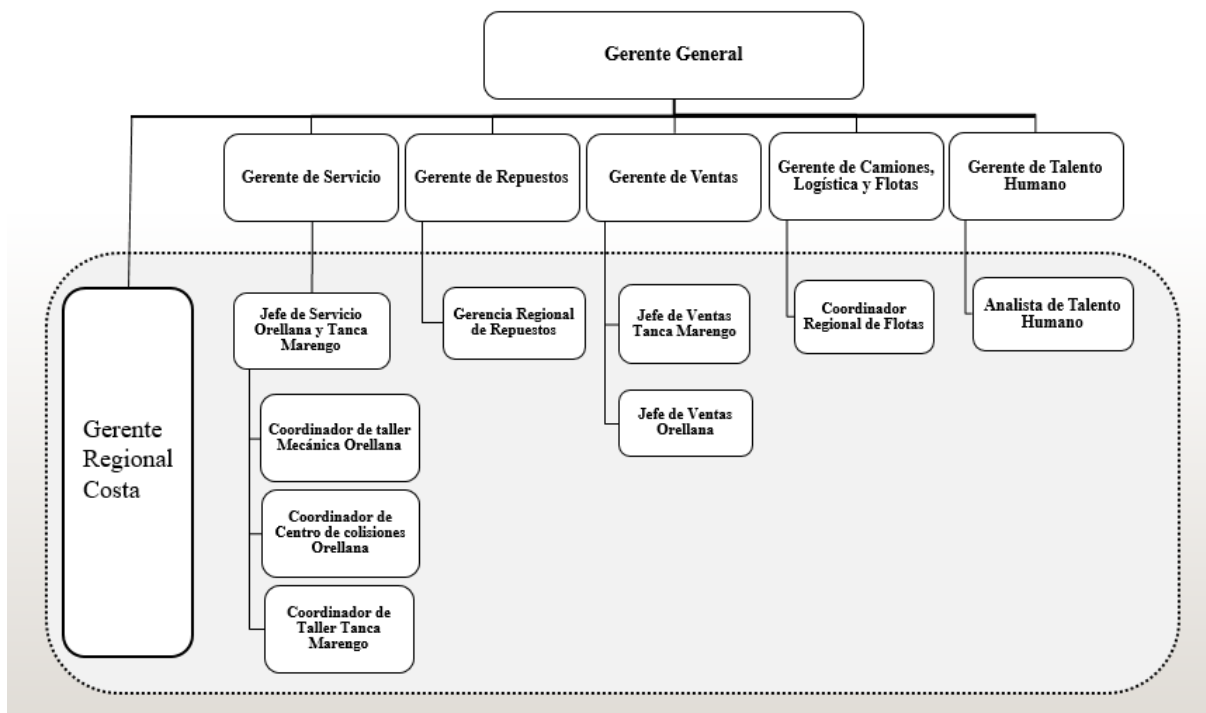 Gerente General
Gerente de Servicio
Gerente de Repuestos
Gerente de Ventas
Gerente de Camiones,
Logística y Flotas
Gerente de Talento
Humano
Gerente
Regional
Costa
Jefe de Servicio
Orellana y Tanca
Marengo
Gerencia Regional
de Repuestos
Jefe de Ventas
Tanca Marengo
Coordinador
Regional de Flotas
Analista de Talento
Humano
Coordinador de taller
Mecánica Orellana
Jefe de Ventas
Orellana
Coordinador de
Centro de colisiones
Orellana
Coordinador de
Taller Tanca
Marengo